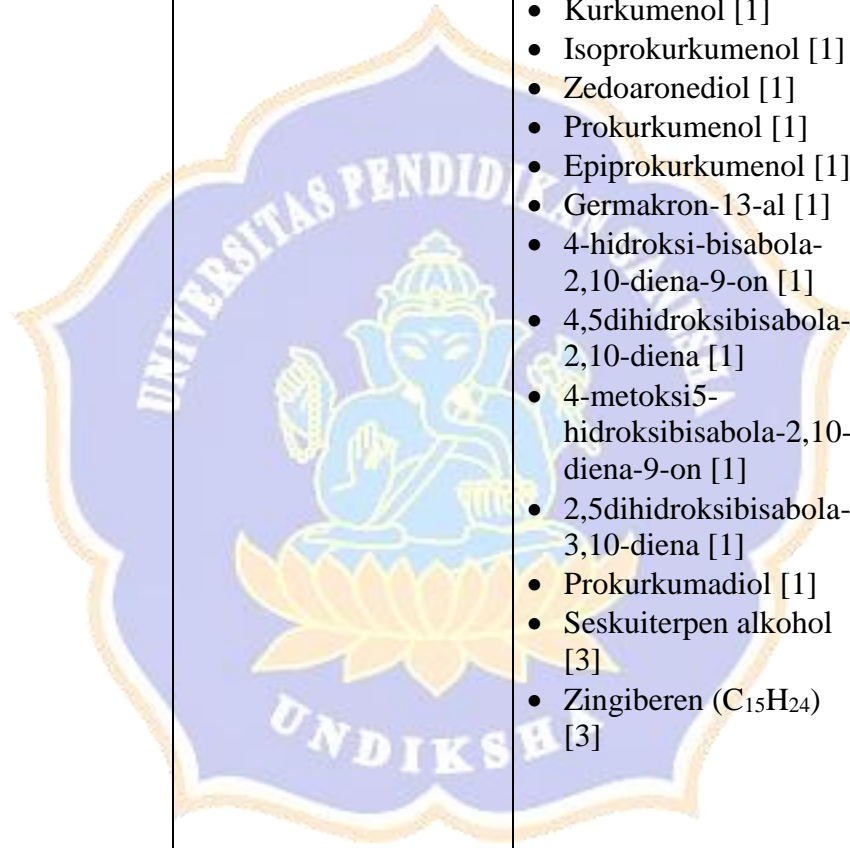 • Kurkumenol [1]
• Isoprokurkumenol [1]
• Zedoaronediol [1]
• Prokurkumenol [1]
• Epiprokurkumenol [1]
• Germakron-13-al [1]
• 4-hidroksi-bisabola-
2,10-diena-9-on [1]
• 4,5dihidroksibisabola-
2,10-diena [1]
• 4-metoksi5-
hidroksibisabola-2,10-
diena-9-on [1]
• 2,5dihidroksibisabola-
3,10-diena [1]
• Prokurkumadiol [1]
• Seskuiterpen alkohol
[3]
• Zingiberen (C₁₅H₂₄)
[3]
UNIVERSITAS PENDIDIKAN GANESHA
UNDIKSHA